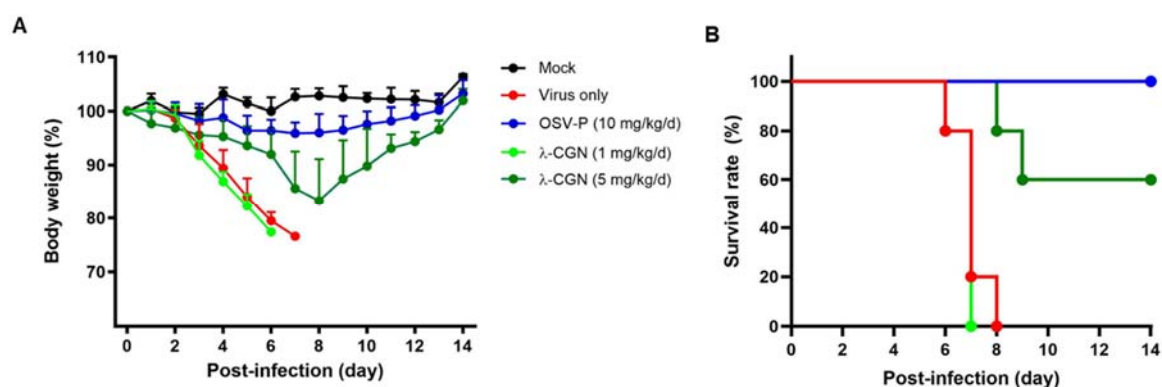 A
110
100
90
80
70
Body weight (%)
0 2 4 6 8 10 12 14
Post-infection (day)
Mock
Virus only
OSV-P (10 mg/kg/d)
λ-CGN (1 mg/kg/d)
λ-CGN (5 mg/kg/d)
B
100
80
60
40
20
0
Survival rate (%)
0 2 4 6 8 10 12 14
Post-infection (day)